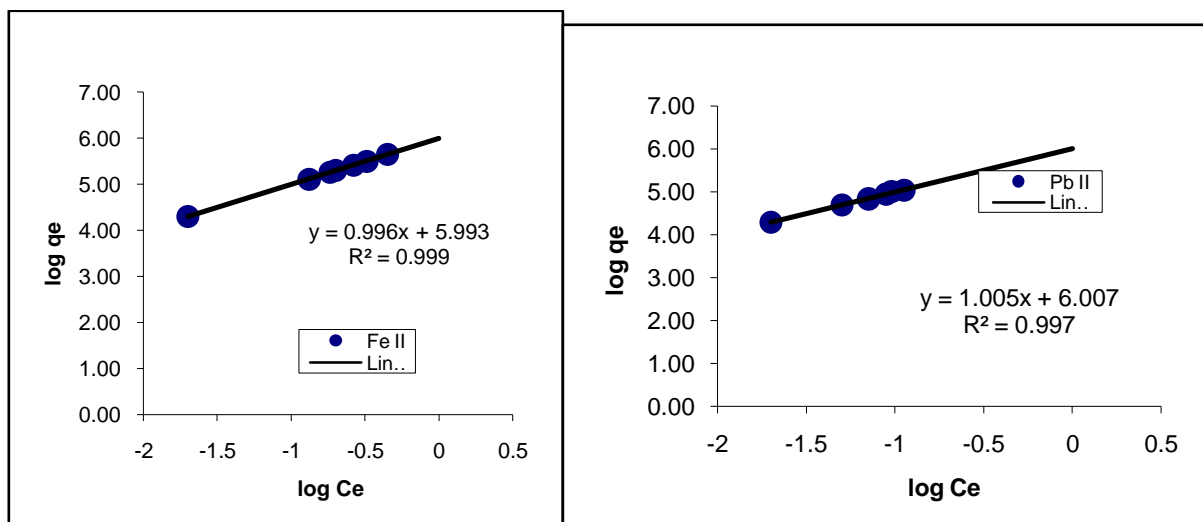 7.00
6.00
5.00
4.00
3.00
2.00
1.00
0.00
log qe
y = 0.996x + 5.993
R² = 0.999
Fe II
Lin..
-2
-1.5
-1
-0.5
0
0.5
log Ce
7.00
6.00
5.00
4.00
3.00
2.00
1.00
0.00
log qe
Pb II
Lin..
y = 1.005x + 6.007
R² = 0.997
-2
-1.5
-1
-0.5
0
0.5
log Ce